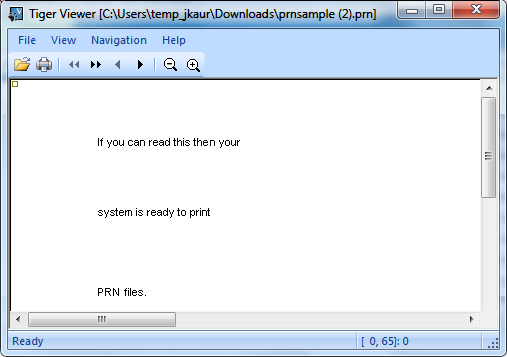 Tiger Viewer [C:\Users\temp_jkaur\Downloads\prnsample (2).prn]
File View Navigation Help
If you can read this then your
system is ready to print
PRN files.
Ready [ 0, 65]: 0